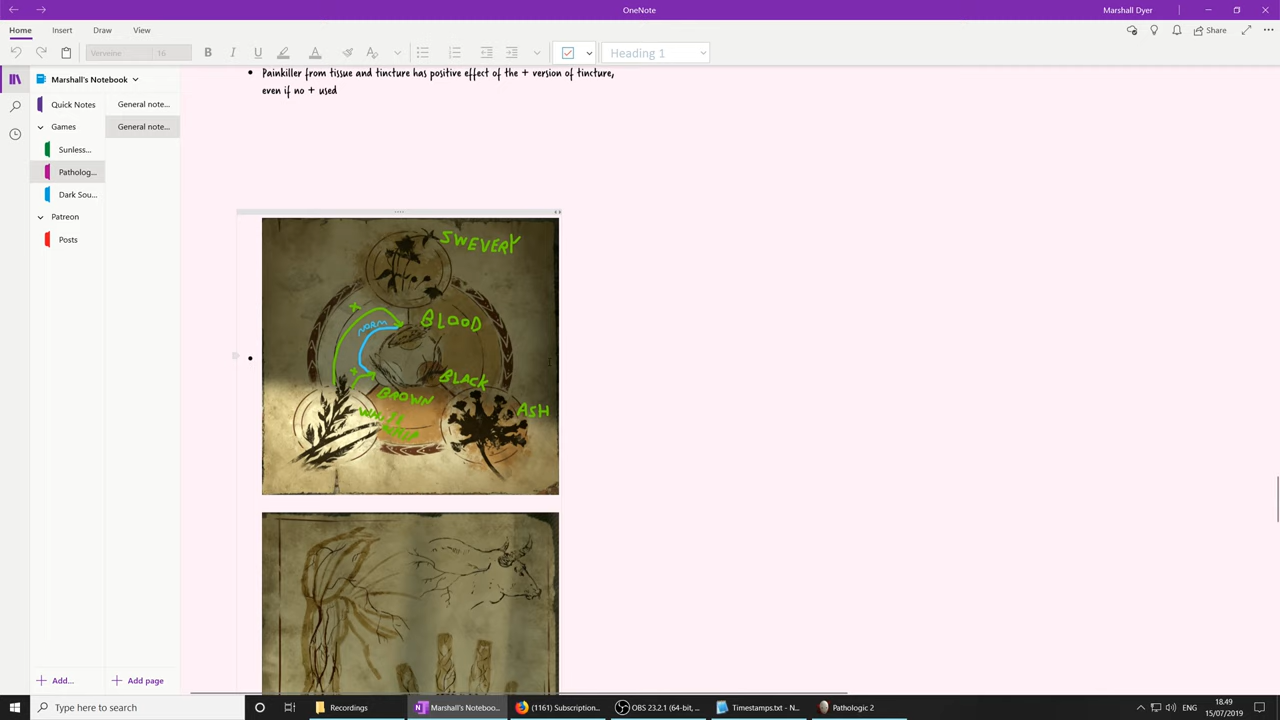 OneNote
Marshall Dyer
Home
Insert
Draw
View
Share
Verveine
16
B
I
U
A
Heading 1
Marshall's Notebook
Quick Notes
General note...
Games
General note...
Sunless...
Patholog...
Dark Sou...
Patreon
Posts
Painkiller from tissue and tincture has positive effect of the + version of tincture,
even if no + used
SWEVERY
+
NORM
BLOOD
+
BLACK
BROWN
ASH
Add...
Add page
Type here to search
Recordings
Marshall's Notebook...
(1161) Subscription...
OBS 23.2.1 (64-bit, ...
Timestamps.txt - N...
Pathologic 2
ENG
18.49
15/07/2019